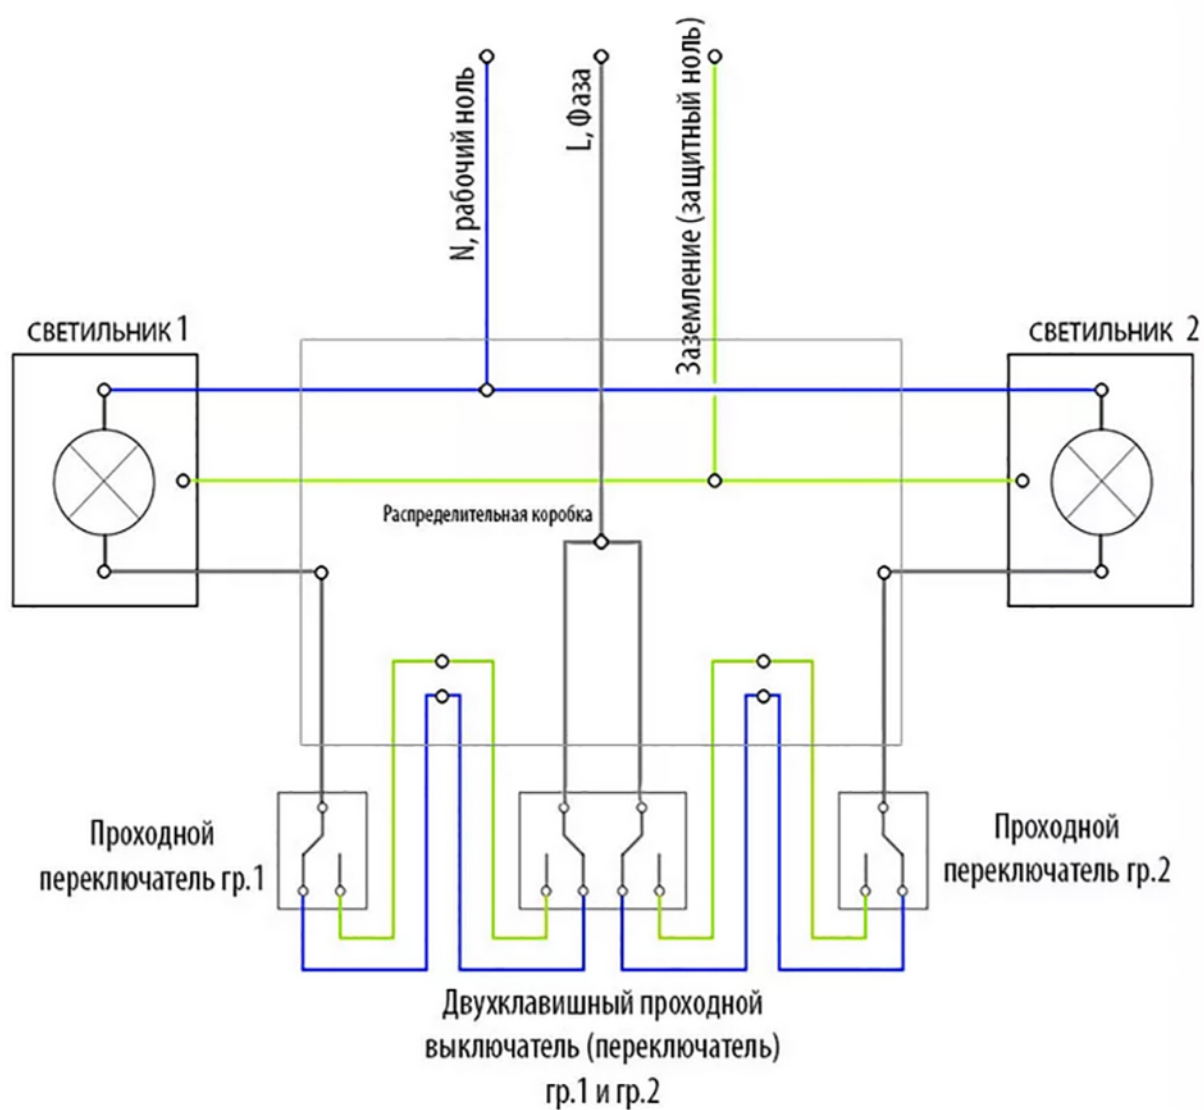 N, рабочий ноль
L, Фаза
Заземление (защитный ноль)
СВЕТИЛЬНИК 1
СВЕТИЛЬНИК 2
Распределительная коробка
Проходной
переключатель гр.1
Проходной
переключатель гр.2
Двухклавишный проходной
выключатель (переключатель)
гр.1 и гр.2